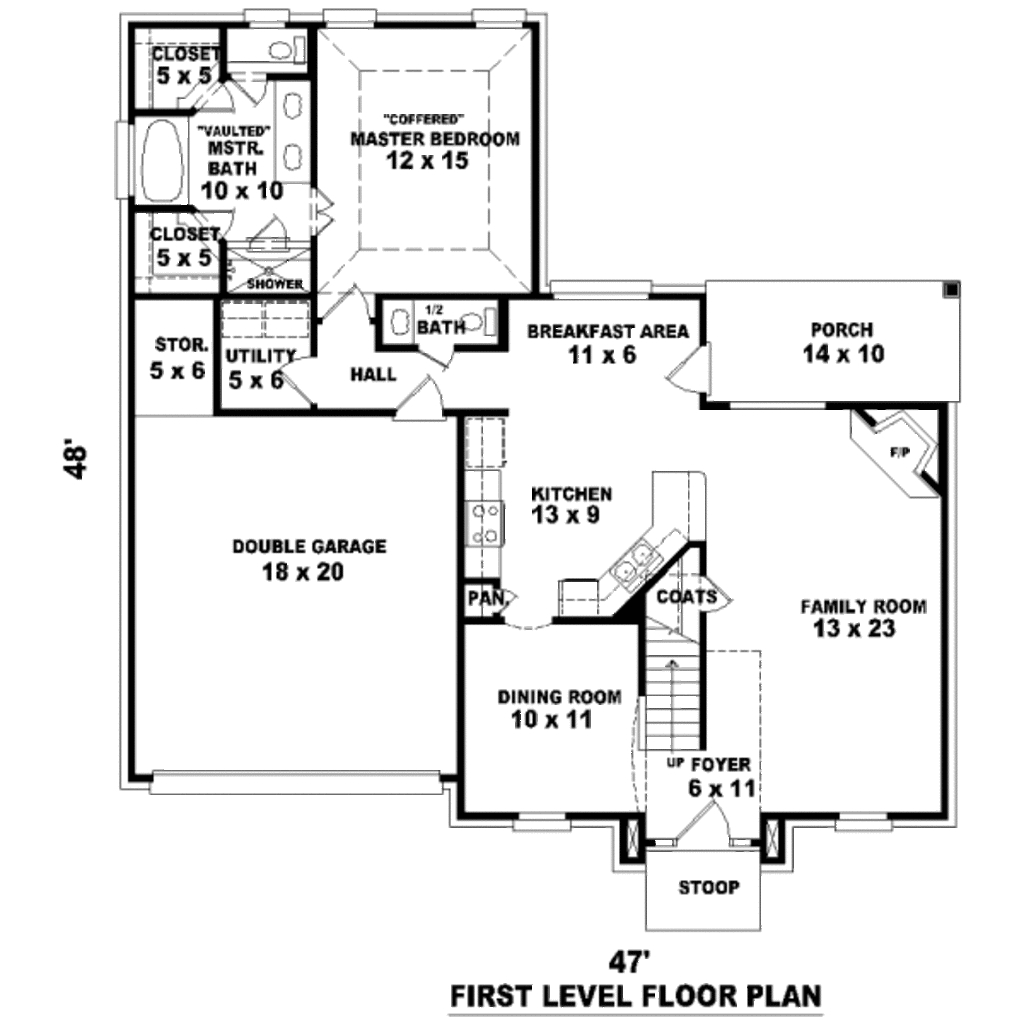 CLOSET
5 x 5
"VAULTED"
MSTR.
BATH
10 x 10
"COFFERED"
MASTER BEDROOM
12 x 15
CLOSET
5 x 5
SHOWER
STOR.
5 x 6
UTILITY
5 x 6
HALL
1/2
BATH
BREAKFAST AREA
11 x 6
PORCH
14 x 10
F/P
48'
KITCHEN
13 x 9
DOUBLE GARAGE
18 x 20
PAN.
COATS
FAMILY ROOM
13 x 23
DINING ROOM
10 x 11
UP
FOYER
6 x 11
STOOP
47'
FIRST LEVEL FLOOR PLAN